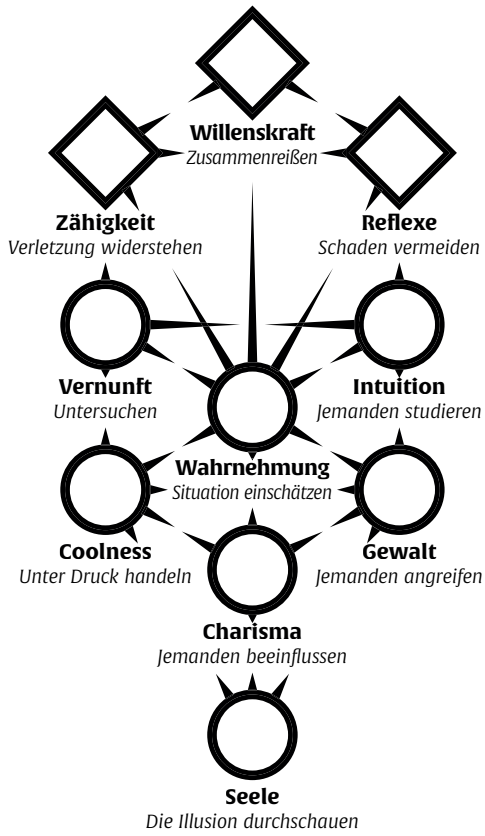 Willenskraft
Zusammenreißen
Zähigkeit
Verletzung widerstehen
Reflexe
Schaden vermeiden
Vernunft
Untersuchen
Intuition
Jemanden studieren
Wahrnehmung
Situation einschätzen
Coolness
Unter Druck handeln
Gewalt
Jemanden angreifen
Charisma
Jemanden beeinflussen
Seele
Die Illusion durchschauen